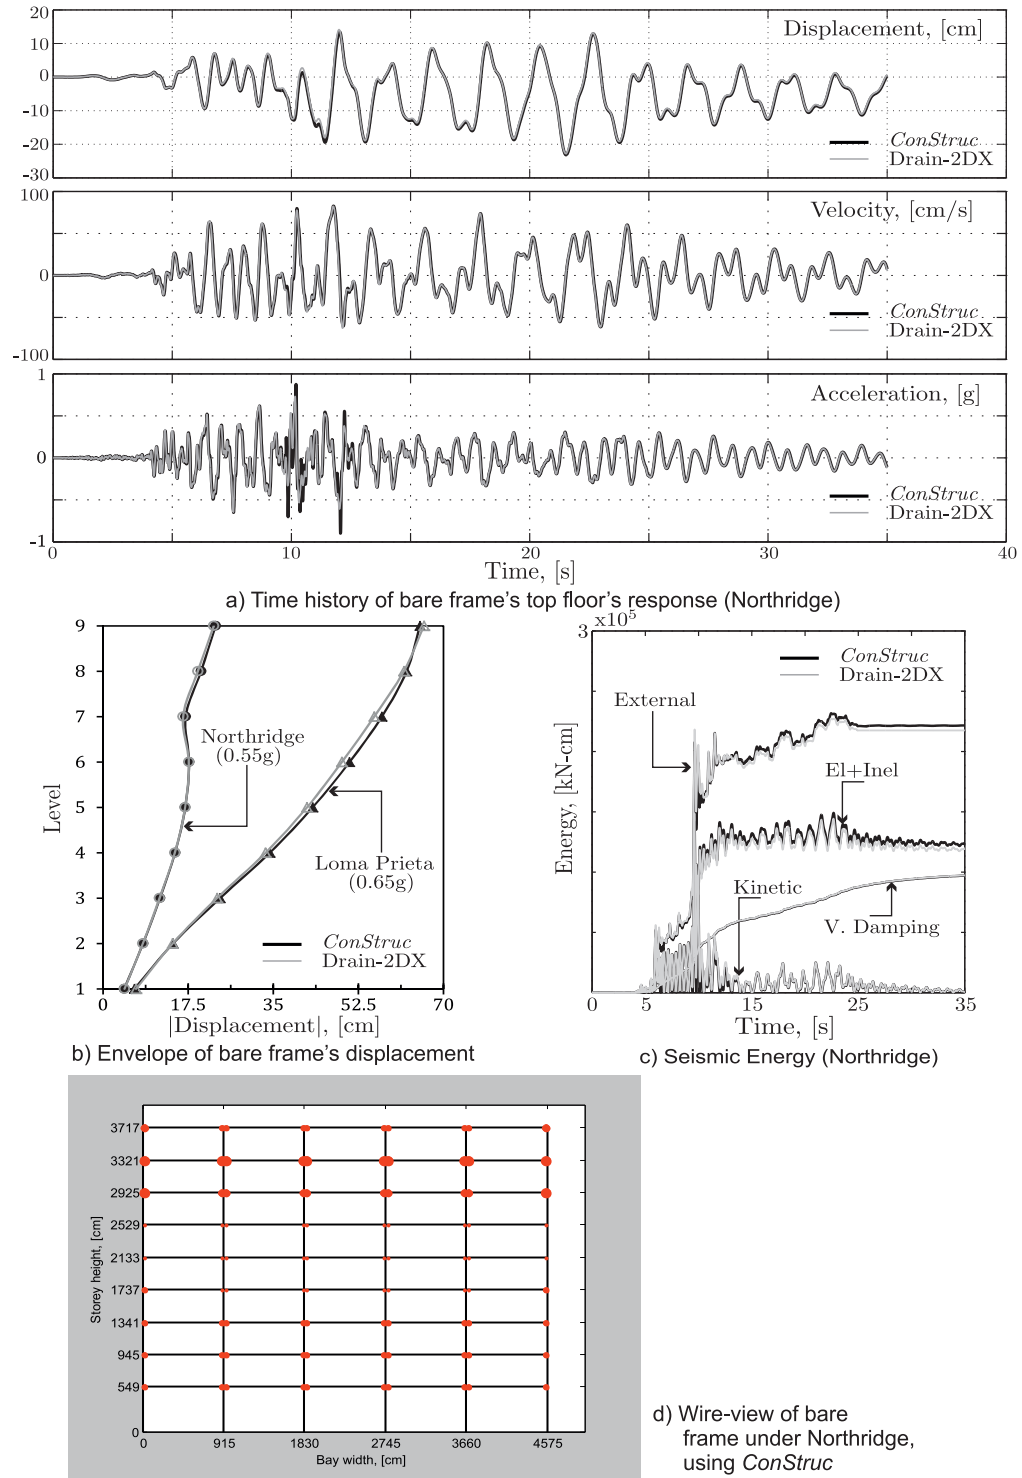 20
10
0
-10
-20
-30
Displacement, [cm]
ConStruc
Drain-2DX
100
0
-100
Velocity, [cm/s]
ConStruc
Drain-2DX
1
0
-1
Acceleration, [g]
ConStruc
Drain-2DX
0 10 20 30 40
Time, [s]
a) Time history of bare frame's top floor's response (Northridge)
9
8
7
6
5
4
3
2
1
Level
Northridge
(0.55g)
Loma Prieta
(0.65g)
ConStruc
Drain-2DX
0 17.5 35 52.5 70
|Displacement|, [cm]
b) Envelope of bare frame's displacement
3 x10⁵
Energy, [kN-cm]
ConStruc
Drain-2DX
External
El+Inel
Kinetic
V. Damping
0 5 10 15 20 25 35
Time, [s]
c) Seismic Energy (Northridge)
3717
3321
2925
2529
2133
1737
1341
945
549
0
Storey height, [cm]
0 915 1830 2745 3660 4575
Bay width, [cm]
d) Wire-view of bare
frame under Northridge,
using ConStruc